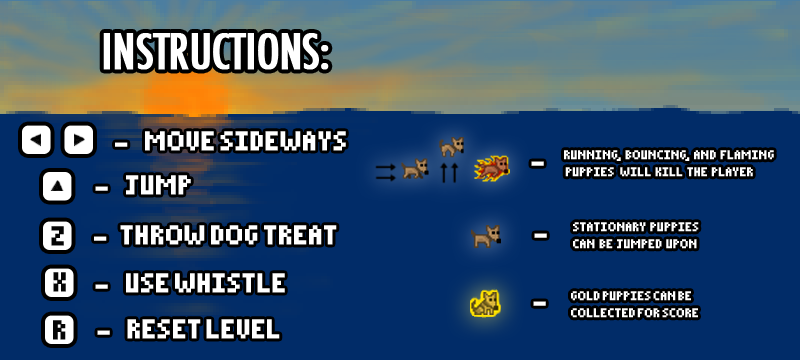 INSTRUCTIONS:
MOVE SIDEWAYS
JUMP
Z - THROW DOG TREAT
X - USE WHISTLE
R - RESET LEVEL
- RUNNING, BOUNCING, AND FLAMING
PUPPIES WILL KILL THE PLAYER
- STATIONARY PUPPIES
CAN BE JUMPED UPON
- GOLD PUPPIES CAN BE
COLLECTED FOR SCORE